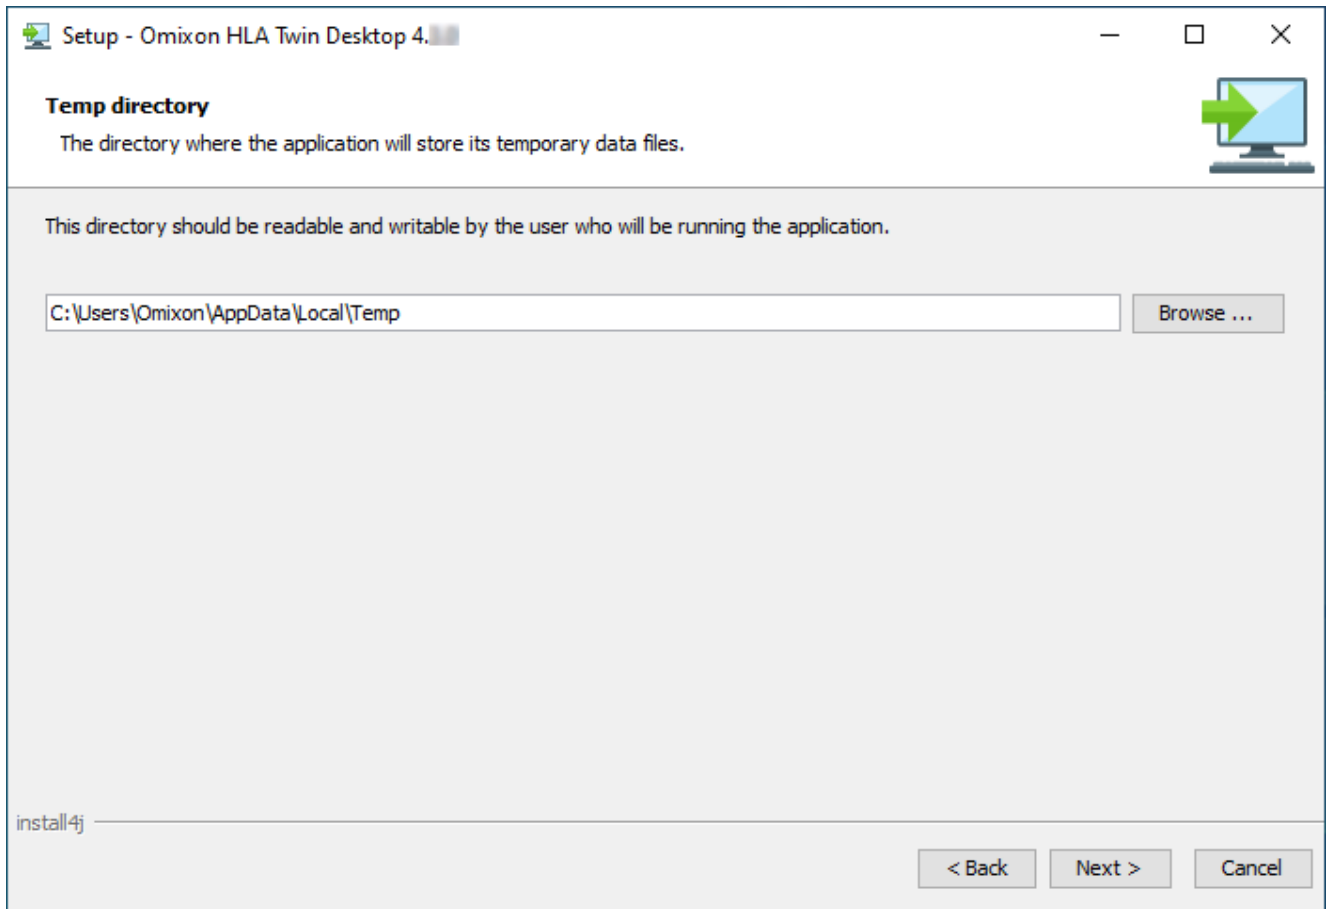 Setup - Omixon HLA Twin Desktop 4.
Temp directory
The directory where the application will store its temporary data files.
This directory should be readable and writable by the user who will be running the application.
C:\Users\Omixon\AppData\Local\Temp
Browse ...
install4j
< Back
Next >
Cancel